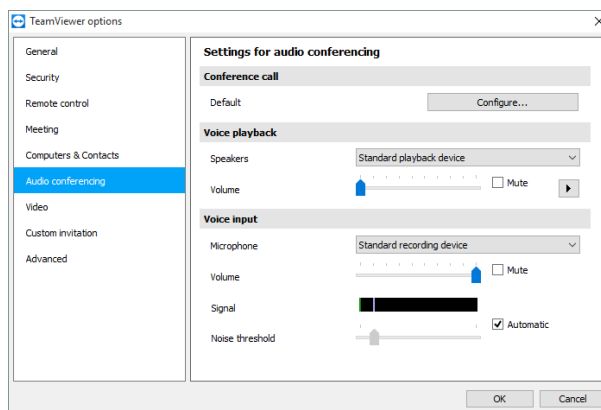 TeamViewer options
General
Security
Remote control
Meeting
Computers & Contacts
Audio conferencing
Video
Custom invitation
Advanced
Settings for audio conferencing
Conference call
Default
Configure...
Voice playback
Speakers
Standard playback device
Volume
Mute
Voice input
Microphone
Standard recording device
Volume
Mute
Signal
Noise threshold
Automatic
OK
Cancel